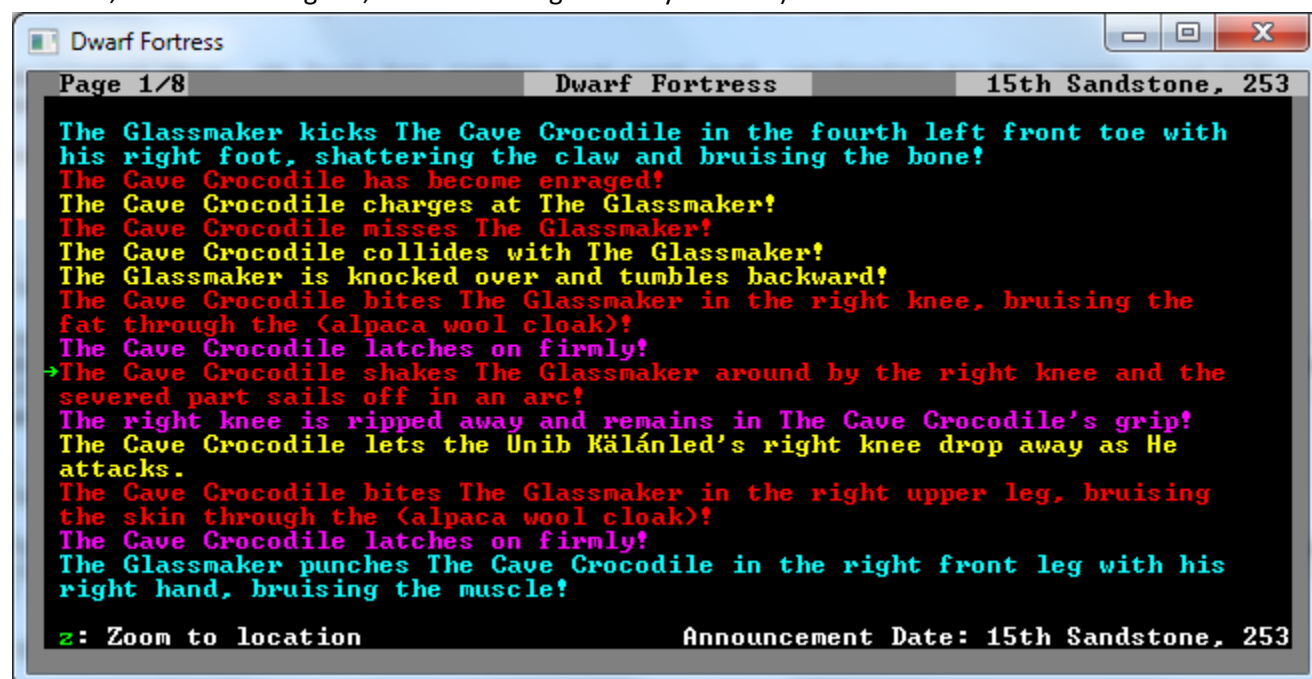 Dwarf Fortress
Page 1/8 Dwarf Fortress 15th Sandstone, 253
The Glassmaker kicks The Cave Crocodile in the fourth left front toe with
his right foot, shattering the claw and bruising the bone!
The Cave Crocodile has become enraged!
The Cave Crocodile charges at The Glassmaker!
The Cave Crocodile misses The Glassmaker!
The Cave Crocodile collides with The Glassmaker!
The Glassmaker is knocked over and tumbles backward!
The Cave Crocodile bites The Glassmaker in the right knee, bruising the
fat through the (alpaca wool cloak)!
The Cave Crocodile latches on firmly!
→The Cave Crocodile shakes The Glassmaker around by the right knee and the
severed part sails off in an arc!
The right knee is ripped away and remains in The Cave Crocodile's grip!
The Cave Crocodile lets the Unib Kälánled's right knee drop away as He
attacks.
The Cave Crocodile bites The Glassmaker in the right upper leg, bruising
the skin through the (alpaca wool cloak)!
The Cave Crocodile latches on firmly!
The Glassmaker punches The Cave Crocodile in the right front leg with his
right hand, bruising the muscle!
z: Zoom to location Announcement Date: 15th Sandstone, 253